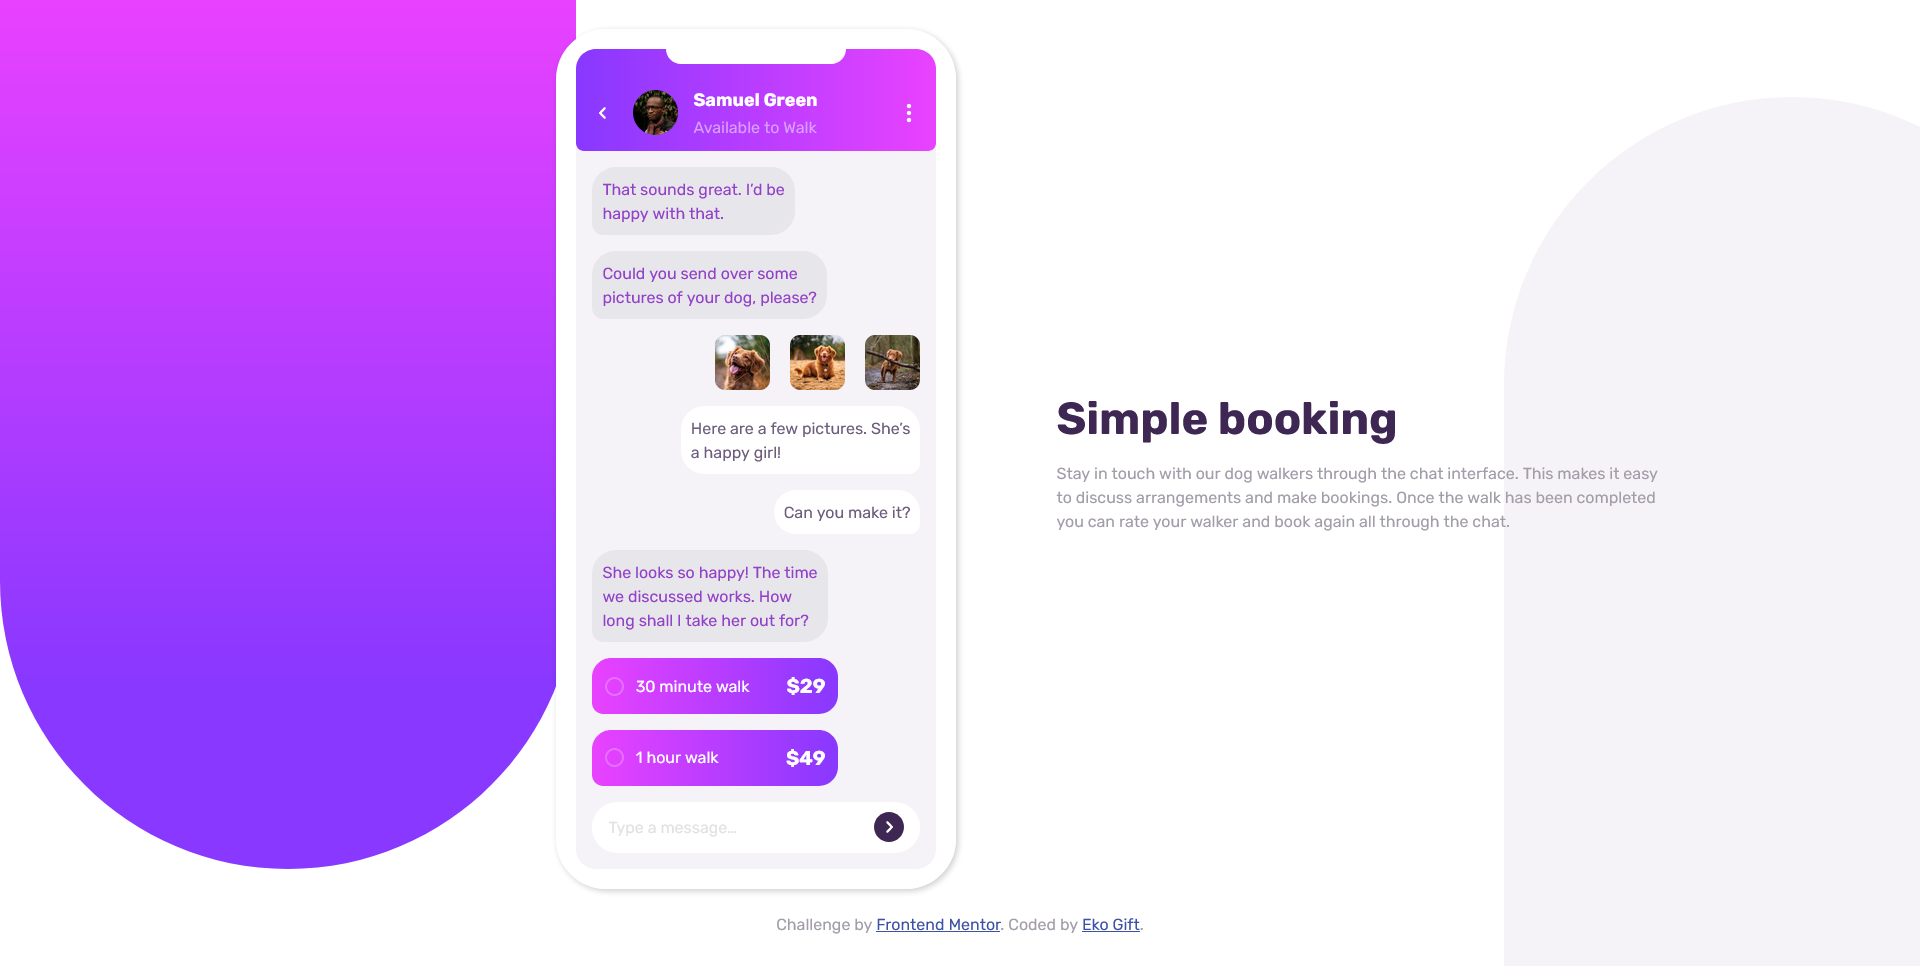 Samuel Green
Available to Walk
That sounds great. I’d be
happy with that.
Could you send over some
pictures of your dog, please?
Here are a few pictures. She’s
a happy girl!
Can you make it?
She looks so happy! The time
we discussed works. How
long shall I take her out for?
30 minute walk $29
1 hour walk $49
Type a message…
Simple booking
Stay in touch with our dog walkers through the chat interface. This makes it easy
to discuss arrangements and make bookings. Once the walk has been completed
you can rate your walker and book again all through the chat.
Challenge by Frontend Mentor. Coded by Eko Gift.